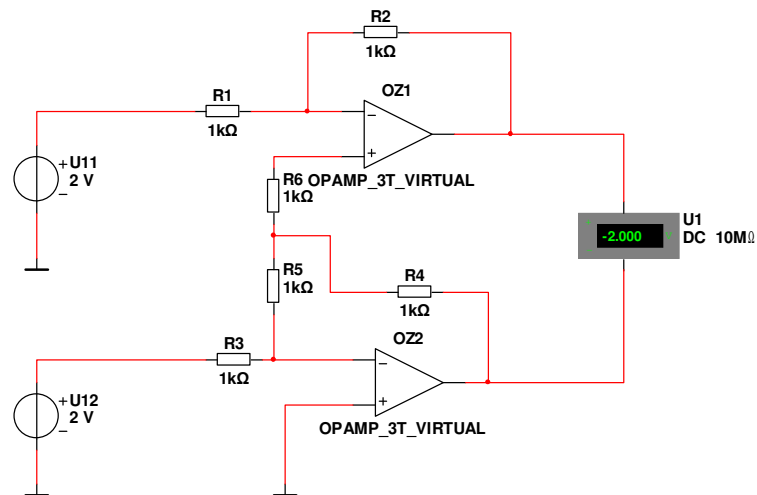 R2
1kΩ
OZ1
R1
1kΩ
U11
2 V
R6
1kΩ
OPAMP_3T_VIRTUAL
U1
DC 10MΩ
-2.000 V
R5
1kΩ
R4
1kΩ
OZ2
R3
1kΩ
U12
2 V
OPAMP_3T_VIRTUAL